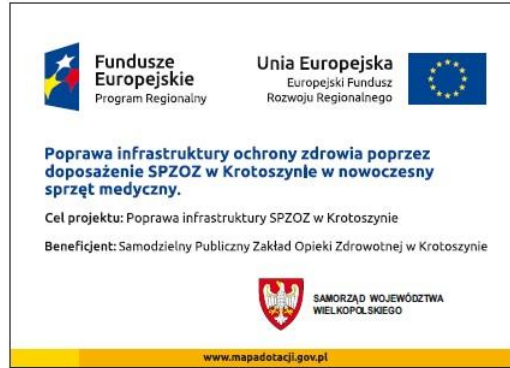 Fundusze
Europejskie
Program Regionalny
Unia Europejska
Europejski Fundusz
Rozwoju Regionalnego
Poprawa infrastruktury ochrony zdrowia poprzez
doposażenie SPZOZ w Krotoszynie w nowoczesny
sprzęt medyczny.
Cel projektu: Poprawa infrastruktury SPZOZ w Krotoszynie
Beneficjent: Samodzielny Publiczny Zakład Opieki Zdrowotnej w Krotoszynie
SAMORZĄD WOJEWÓDZTWA
WIELKOPOLSKIEGO
www.mapadotacji.gov.pl